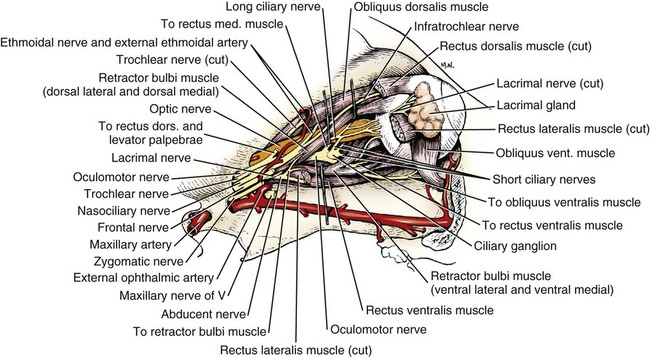 Long ciliary nerve
To rectus med. muscle
Ethmoidal nerve and external ethmoidal artery
Trochlear nerve (cut)
Retractor bulbi muscle
(dorsal lateral and dorsal medial)
Optic nerve
To rectus dors. and
levator palpebrae
Lacrimal nerve
Oculomotor nerve
Trochlear nerve
Nasociliary nerve
Frontal nerve
Maxillary artery
Zygomatic nerve
External ophthalmic artery
Maxillary nerve of V
Abducent nerve
To retractor bulbi muscle
Rectus lateralis muscle (cut)
Obliquus dorsalis muscle
Infratrochlear nerve
Rectus dorsalis muscle (cut)
M.N.
Lacrimal nerve (cut)
Lacrimal gland
Rectus lateralis muscle (cut)
Obliquus vent. muscle
Short ciliary nerves
To obliquus ventralis muscle
To rectus ventralis muscle
Ciliary ganglion
Retractor bulbi muscle
(ventral lateral and ventral medial)
Rectus ventralis muscle
Oculomotor nerve